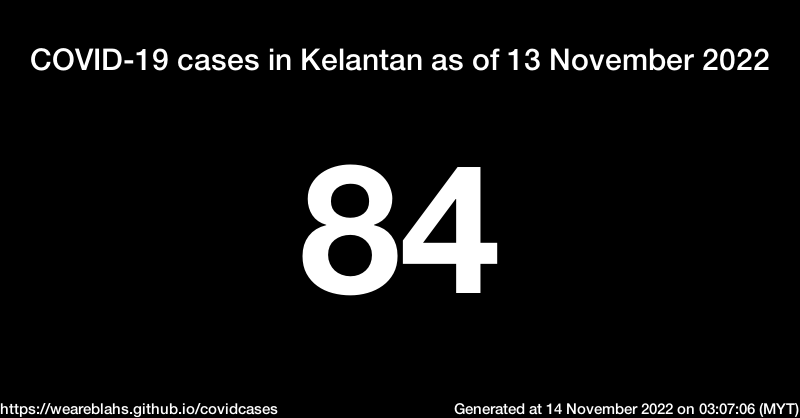 COVID-19 cases in Kelantan as of 13 November 2022
84
https://weareblahs.github.io/covidcases
Generated at 14 November 2022 on 03:07:06 (MYT)